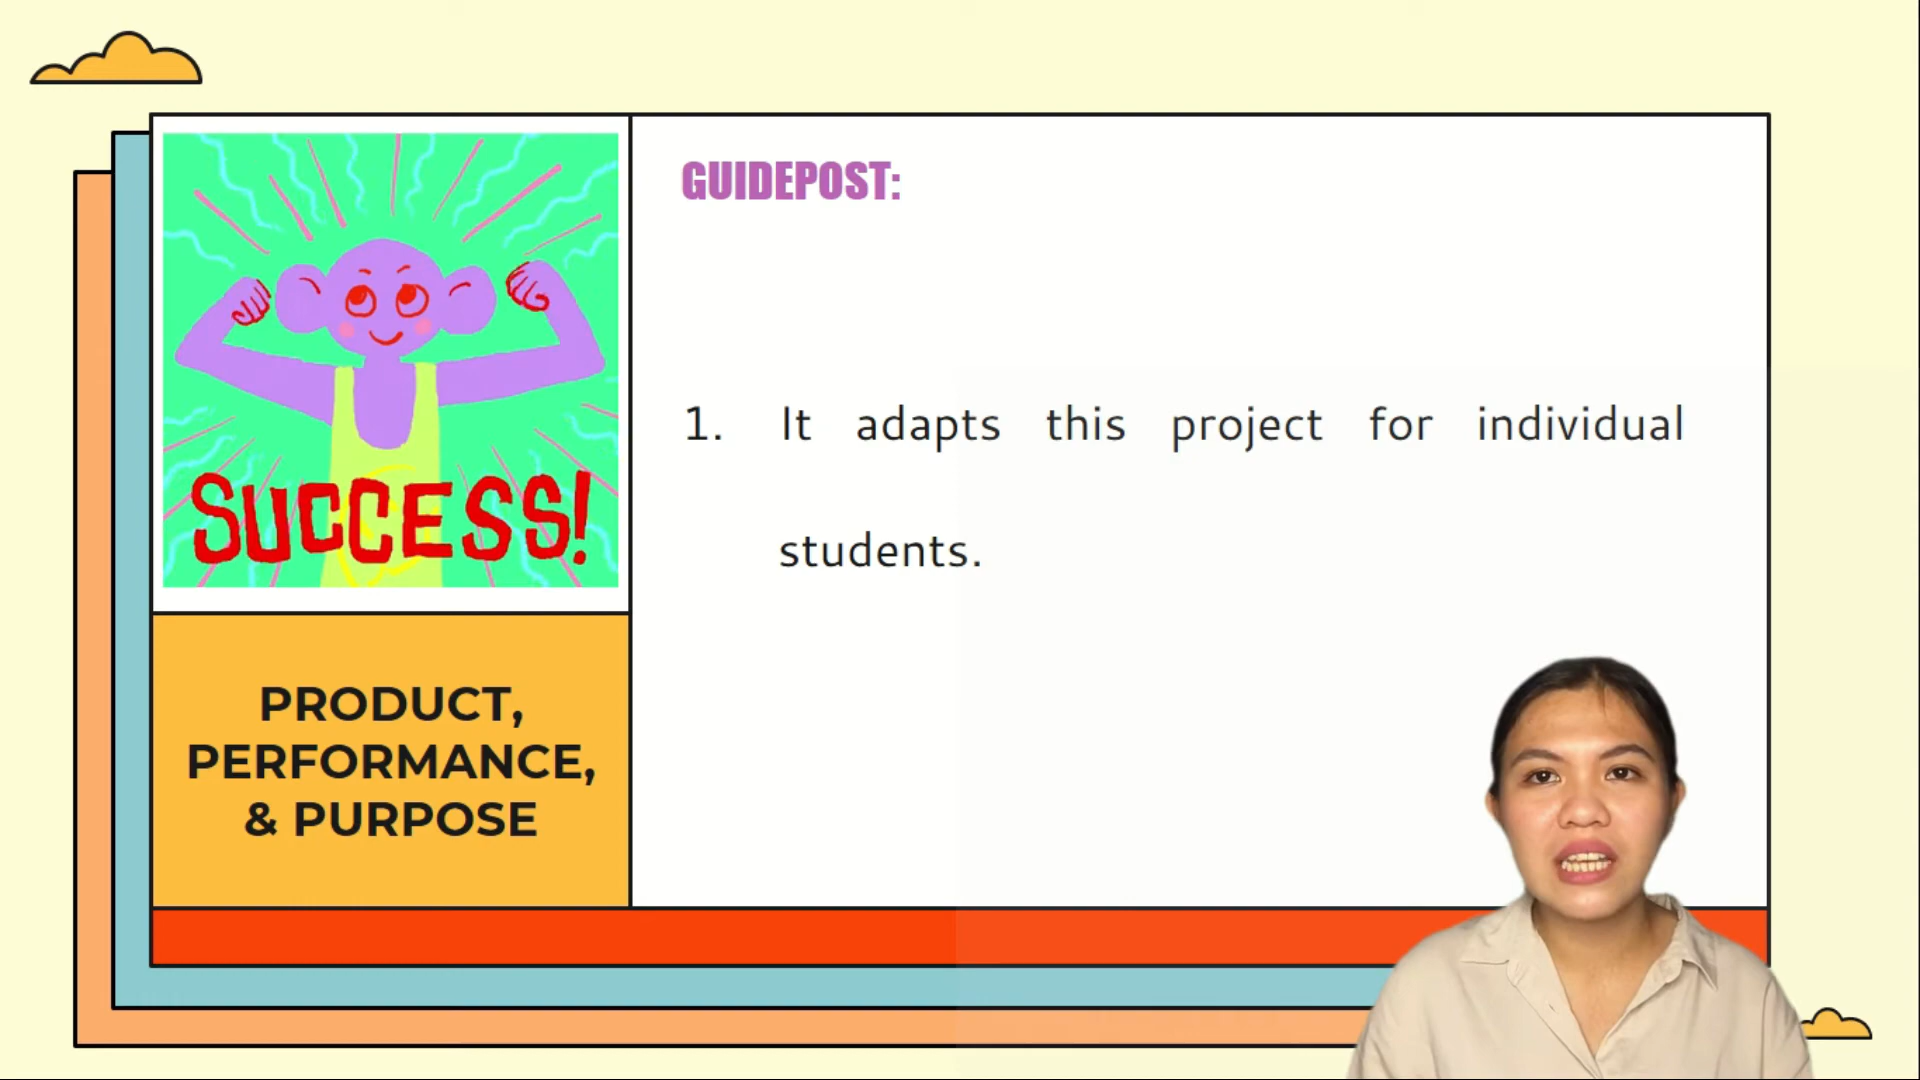 SUCCESS!
PRODUCT,
PERFORMANCE,
& PURPOSE
GUIDEPOST:
1. It adapts this project for individual
students.